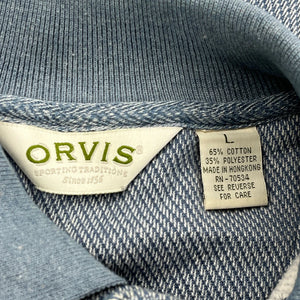 ORVIS®
SPORTING TRADITIONS
Since 1856
L
65% COTTON
35% POLYESTER
MADE IN HONGKONG
RN-70534
SEE REVERSE
FOR CARE